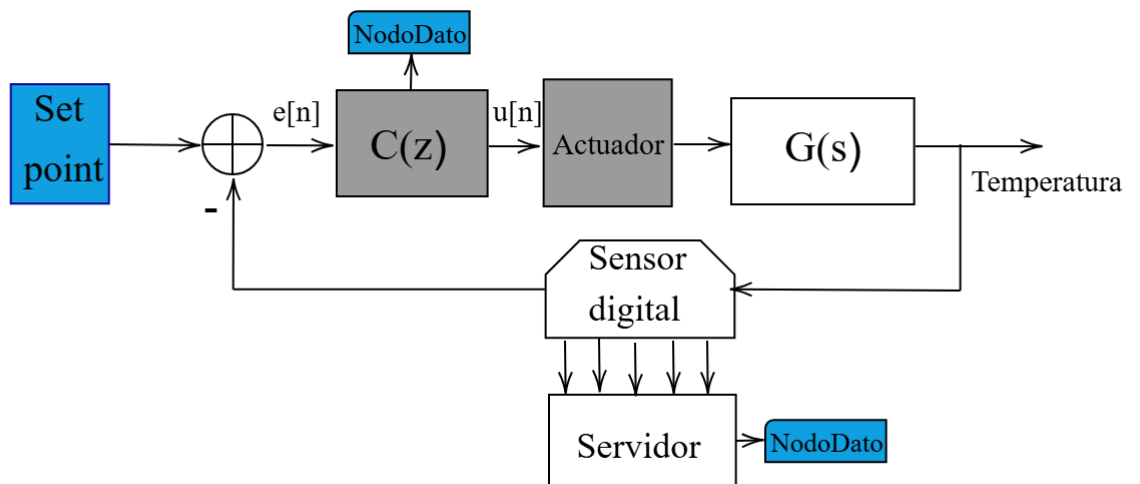 NodoDato
Set
point
e[n]
C(z)
u[n]
Actuador
G(s)
Temperatura
-
Sensor
digital
Servidor
NodoDato